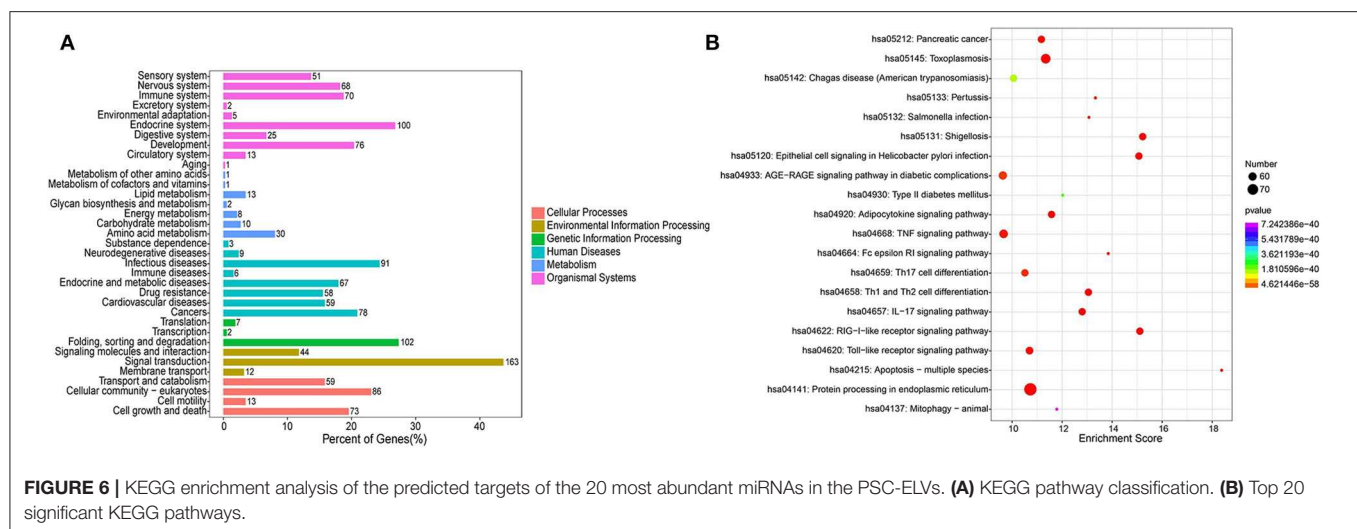 A
Sensory system 51
Nervous system 68
Immune system 70
Excretory system 2
Environmental adaptation 5
Endocrine system 100
Digestive system 25
Development 76
Circulatory system 13
Aging 1
Metabolism of other amino acids 1
Metabolism of cofactors and vitamins 1
Lipid metabolism 13
Glycan biosynthesis and metabolism 2
Energy metabolism 8
Carbohydrate metabolism 10
Amino acid metabolism 30
Substance dependence 3
Neurodegenerative diseases 9
Infectious diseases 91
Immune diseases 6
Endocrine and metabolic diseases 67
Drug resistance 58
Cardiovascular diseases 59
Cancers 78
Translation 7
Transcription 2
Folding, sorting and degradation 102
Signaling molecules and interaction 44
Signal transduction 163
Membrane transport 12
Transport and catabolism 59
Cellular community − eukaryotes 86
Cell motility 13
Cell growth and death 73
0 10 20 30 40
Percent of Genes(%)
Cellular Processes
Environmental Information Processing
Genetic Information Processing
Human Diseases
Metabolism
Organismal Systems
B
hsa05212: Pancreatic cancer
hsa05145: Toxoplasmosis
hsa05142: Chagas disease (American trypanosomiasis)
hsa05133: Pertussis
hsa05132: Salmonella infection
hsa05131: Shigellosis
hsa05120: Epithelial cell signaling in Helicobacter pylori infection
hsa04933: AGE−RAGE signaling pathway in diabetic complications
hsa04930: Type II diabetes mellitus
hsa04920: Adipocytokine signaling pathway
hsa04668: TNF signaling pathway
hsa04664: Fc epsilon RI signaling pathway
hsa04659: Th17 cell differentiation
hsa04658: Th1 and Th2 cell differentiation
hsa04657: IL−17 signaling pathway
hsa04622: RIG−I−like receptor signaling pathway
hsa04620: Toll−like receptor signaling pathway
hsa04215: Apoptosis − multiple species
hsa04141: Protein processing in endoplasmic reticulum
hsa04137: Mitophagy − animal
10 12 14 16 18
Enrichment Score
Number
60
70
pvalue
7.242386e−40
5.431789e−40
3.621193e−40
1.810596e−40
4.621446e−58
FIGURE 6 | KEGG enrichment analysis of the predicted targets of the 20 most abundant miRNAs in the PSC-ELVs. (A) KEGG pathway classification. (B) Top 20
significant KEGG pathways.